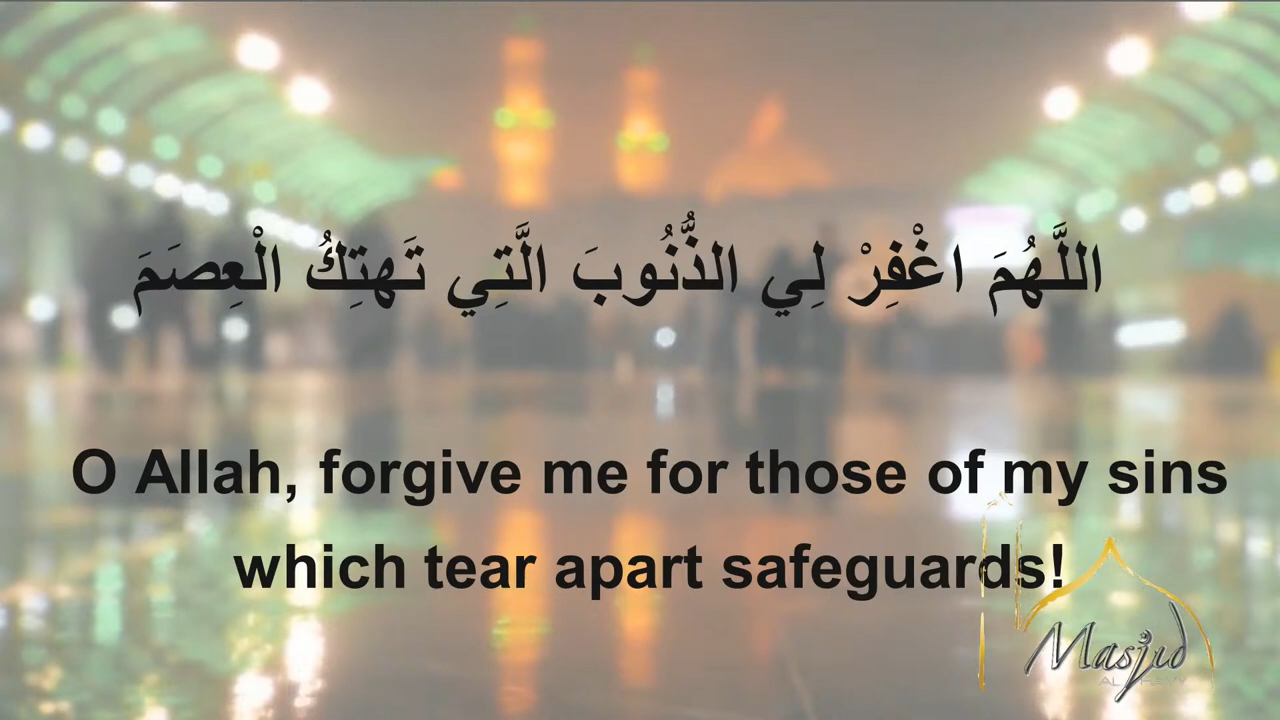 اللَّهُمَ اغْفِرْ لِي الذُّنُوبَ الَّتِي تَهتِكُ الْعِصَمَ
O Allah, forgive me for those of my sins
which tear apart safeguards!
Masjid
AL